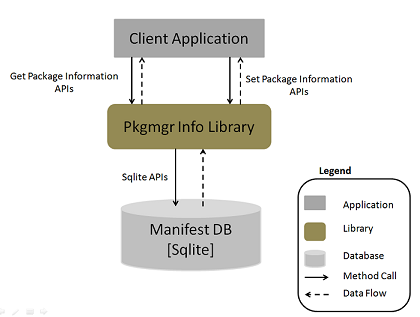 Client Application
Get Package Information
APIs
Set Package Information
APIs
Pkgmgr Info Library
Sqlite APIs
Manifest DB
[Sqlite]
Legend
Application
Library
Database
Method Call
Data Flow